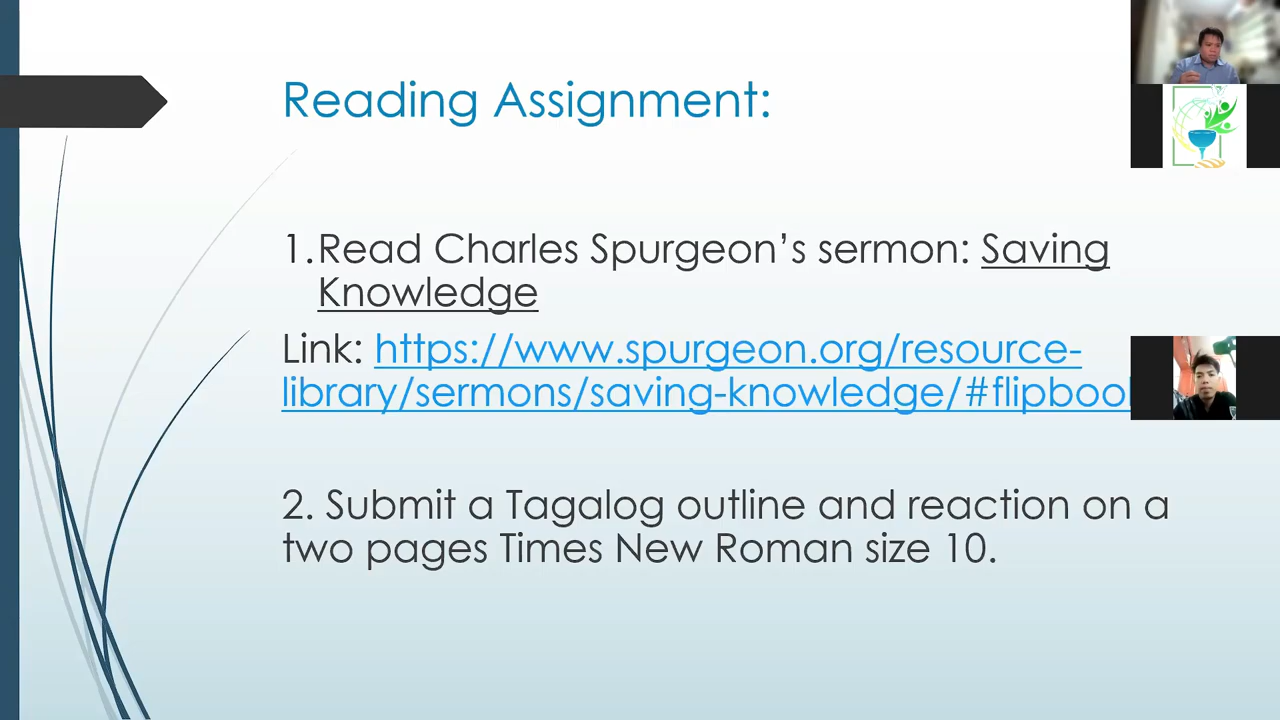 Reading Assignment:
1.Read Charles Spurgeon’s sermon: Saving
Knowledge
Link: https://www.spurgeon.org/resource-
library/sermons/saving-knowledge/#flipboo
2. Submit a Tagalog outline and reaction on a
two pages Times New Roman size 10.